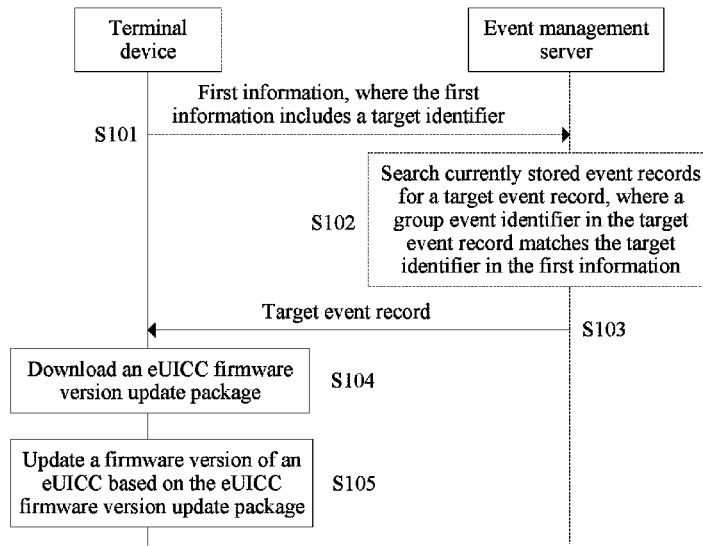 Terminal
device
Event management
server
First information, where the first
information includes a target identifier
S101
Search currently stored event records
for a target event record, where a
group event identifier in the target
event record matches the target
identifier in the first information
S102
Target event record
S103
Download an eUICC firmware
version update package
S104
Update a firmware version of an
eUICC based on the eUICC
firmware version update package
S105